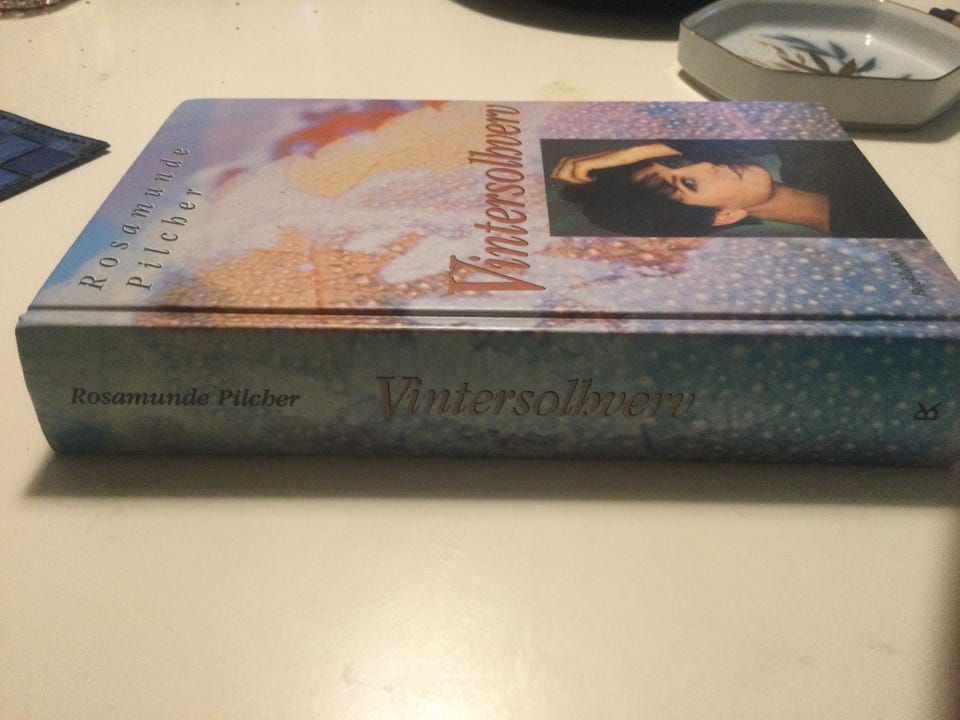 Rosamunde
Pilcher
Vintersolhverv
Rosamunde Pilcher
Vintersolhverv